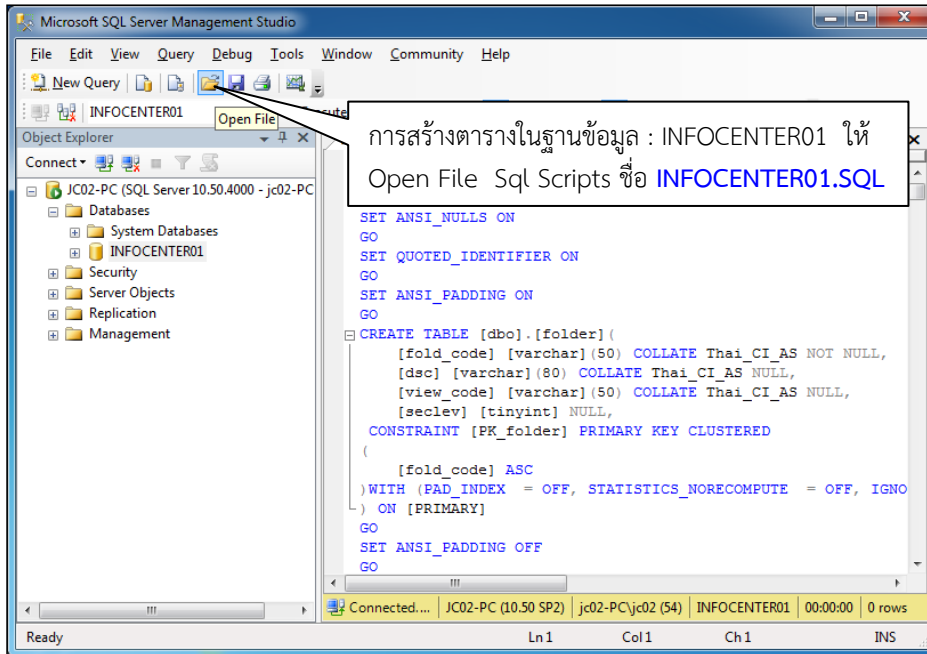 Microsoft SQL Server Management Studio
File Edit View Query Debug Tools Window Community Help
New Query
INFOCENTER01
Open File
Object Explorer
Connect
JC02-PC (SQL Server 10.50.4000 - jc02-PC
Databases
System Databases
INFOCENTER01
Security
Server Objects
Replication
Management
การสร้างตารางในฐานข้อมูล : INFOCENTER01 ให้
Open File Sql Scripts ชื่อ INFOCENTER01.SQL
SET ANSI_NULLS ON
GO
SET QUOTED_IDENTIFIER ON
GO
SET ANSI_PADDING ON
GO
CREATE TABLE [dbo].[folder](
[fold_code] [varchar](50) COLLATE Thai_CI_AS NOT NULL,
[dsc] [varchar](80) COLLATE Thai_CI_AS NULL,
[view_code] [varchar](50) COLLATE Thai_CI_AS NULL,
[seclev] [tinyint] NULL,
CONSTRAINT [PK_folder] PRIMARY KEY CLUSTERED
(
[fold_code] ASC
)WITH (PAD_INDEX = OFF, STATISTICS_NORECOMPUTE = OFF, IGNO
) ON [PRIMARY]
GO
SET ANSI_PADDING OFF
GO
Connected.... JC02-PC (10.50 SP2) jc02-PC\jc02 (54) INFOCENTER01 00:00:00 0 rows
Ready Ln 1 Col 1 Ch 1 INS